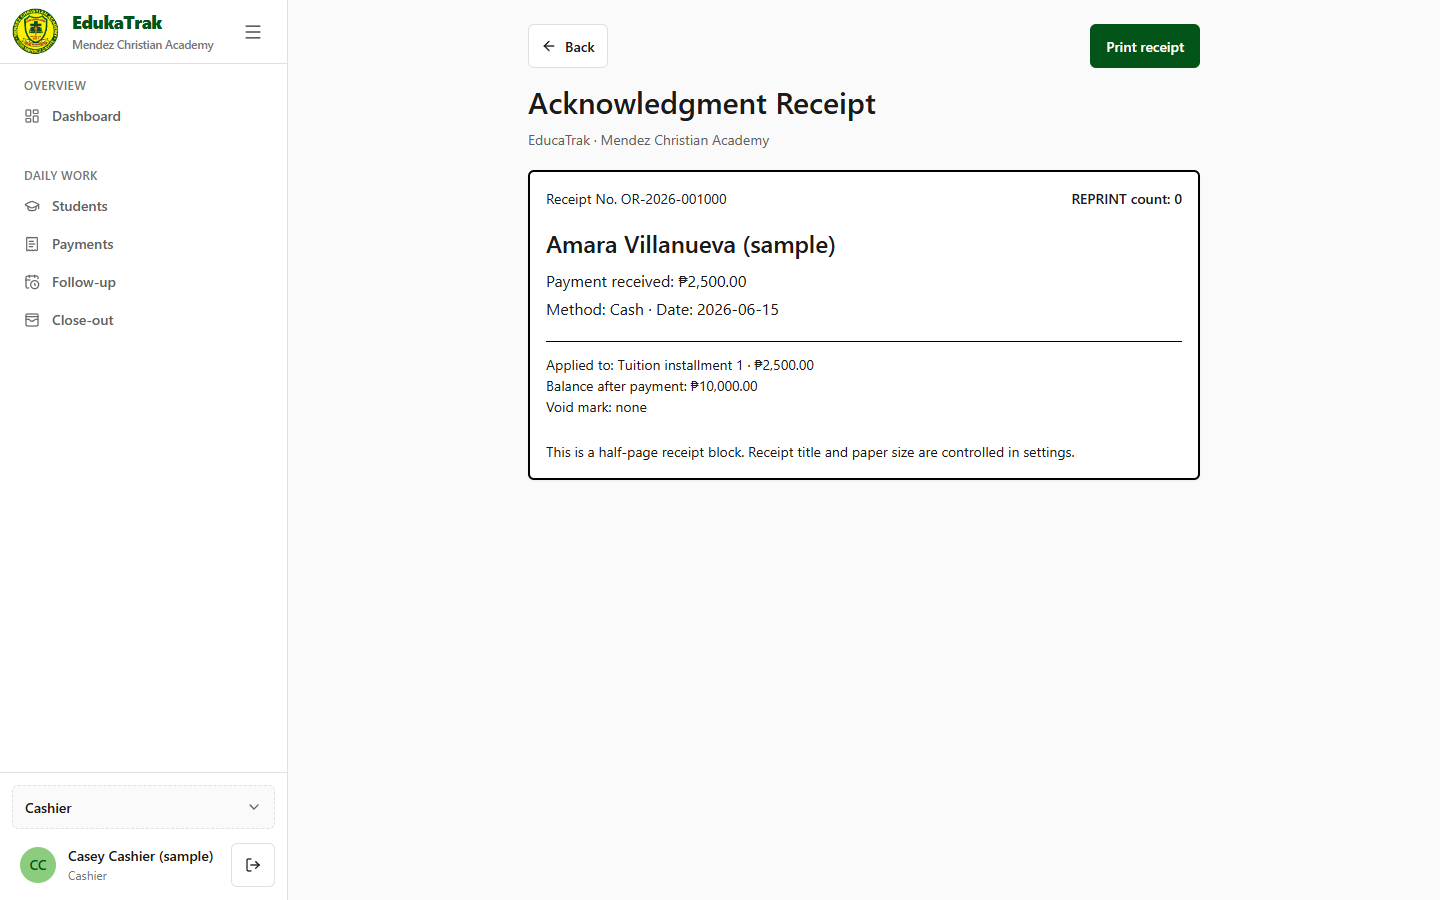 EdukaTrak
Mendez Christian Academy
OVERVIEW
Dashboard
DAILY WORK
Students
Payments
Follow-up
Close-out
Cashier
CC
Casey Cashier (sample)
Cashier
Back
Print receipt
Acknowledgment Receipt
EducaTrak · Mendez Christian Academy
Receipt No. OR-2026-001000
REPRINT count: 0
Amara Villanueva (sample)
Payment received: ₱2,500.00
Method: Cash · Date: 2026-06-15
Applied to: Tuition installment 1 · ₱2,500.00
Balance after payment: ₱10,000.00
Void mark: none
This is a half-page receipt block. Receipt title and paper size are controlled in settings.